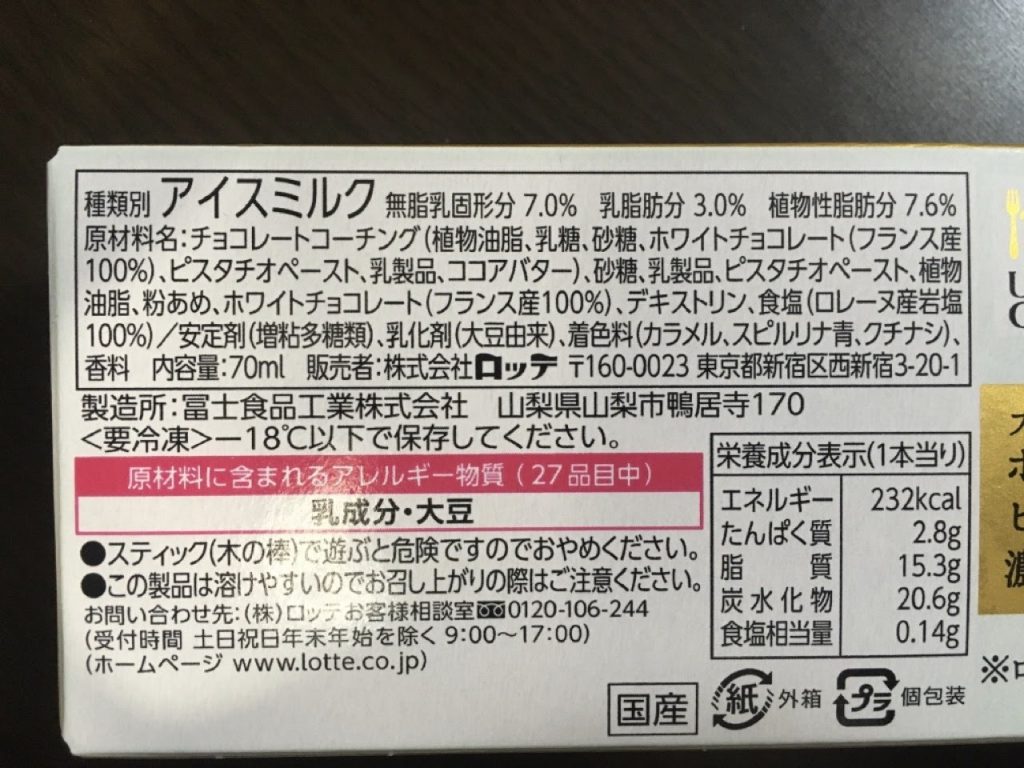 種類別 アイスミルク 無脂乳固形分 7.0% 乳脂肪分 3.0% 植物性脂肪分 7.6%
原材料名:チョコレートコーチング(植物油脂、乳糖、砂糖、ホワイトチョコレート(フランス産
100%)、ピスタチオペースト、乳製品、ココアバター)、砂糖、乳製品、ピスタチオペースト、植物
油脂、粉あめ、ホワイトチョコレート(フランス産100%)、デキストリン、食塩(ロレーヌ産岩塩
100%)/安定剤(増粘多糖類)、乳化剤(大豆由来)、着色料(カラメル、スピルリナ青、クチナシ)、
香料 内容量:70ml 販売者:株式会社ロッテ 〒160-0023 東京都新宿区西新宿3-20-1
製造所:冨士食品工業株式会社 山梨県山梨市鴨居寺170
<要冷凍>-18℃以下で保存してください。
原材料に含まれるアレルギー物質(27品目中)
乳成分・大豆
●スティック(木の棒)で遊ぶと危険ですのでおやめください。
●この製品は溶けやすいのでお召し上がりの際はご注意ください。
お問い合わせ先:(株)ロッテお客様相談室 0120-106-244
(受付時間 土日祝日年末年始を除く 9:00〜17:00)
(ホームページ www.lotte.co.jp)
栄養成分表示(1本当り)
エネルギー 232kcal
たんぱく質 2.8g
脂質 15.3g
炭水化物 20.6g
食塩相当量 0.14g
国産 紙 外箱 プラ 個包装